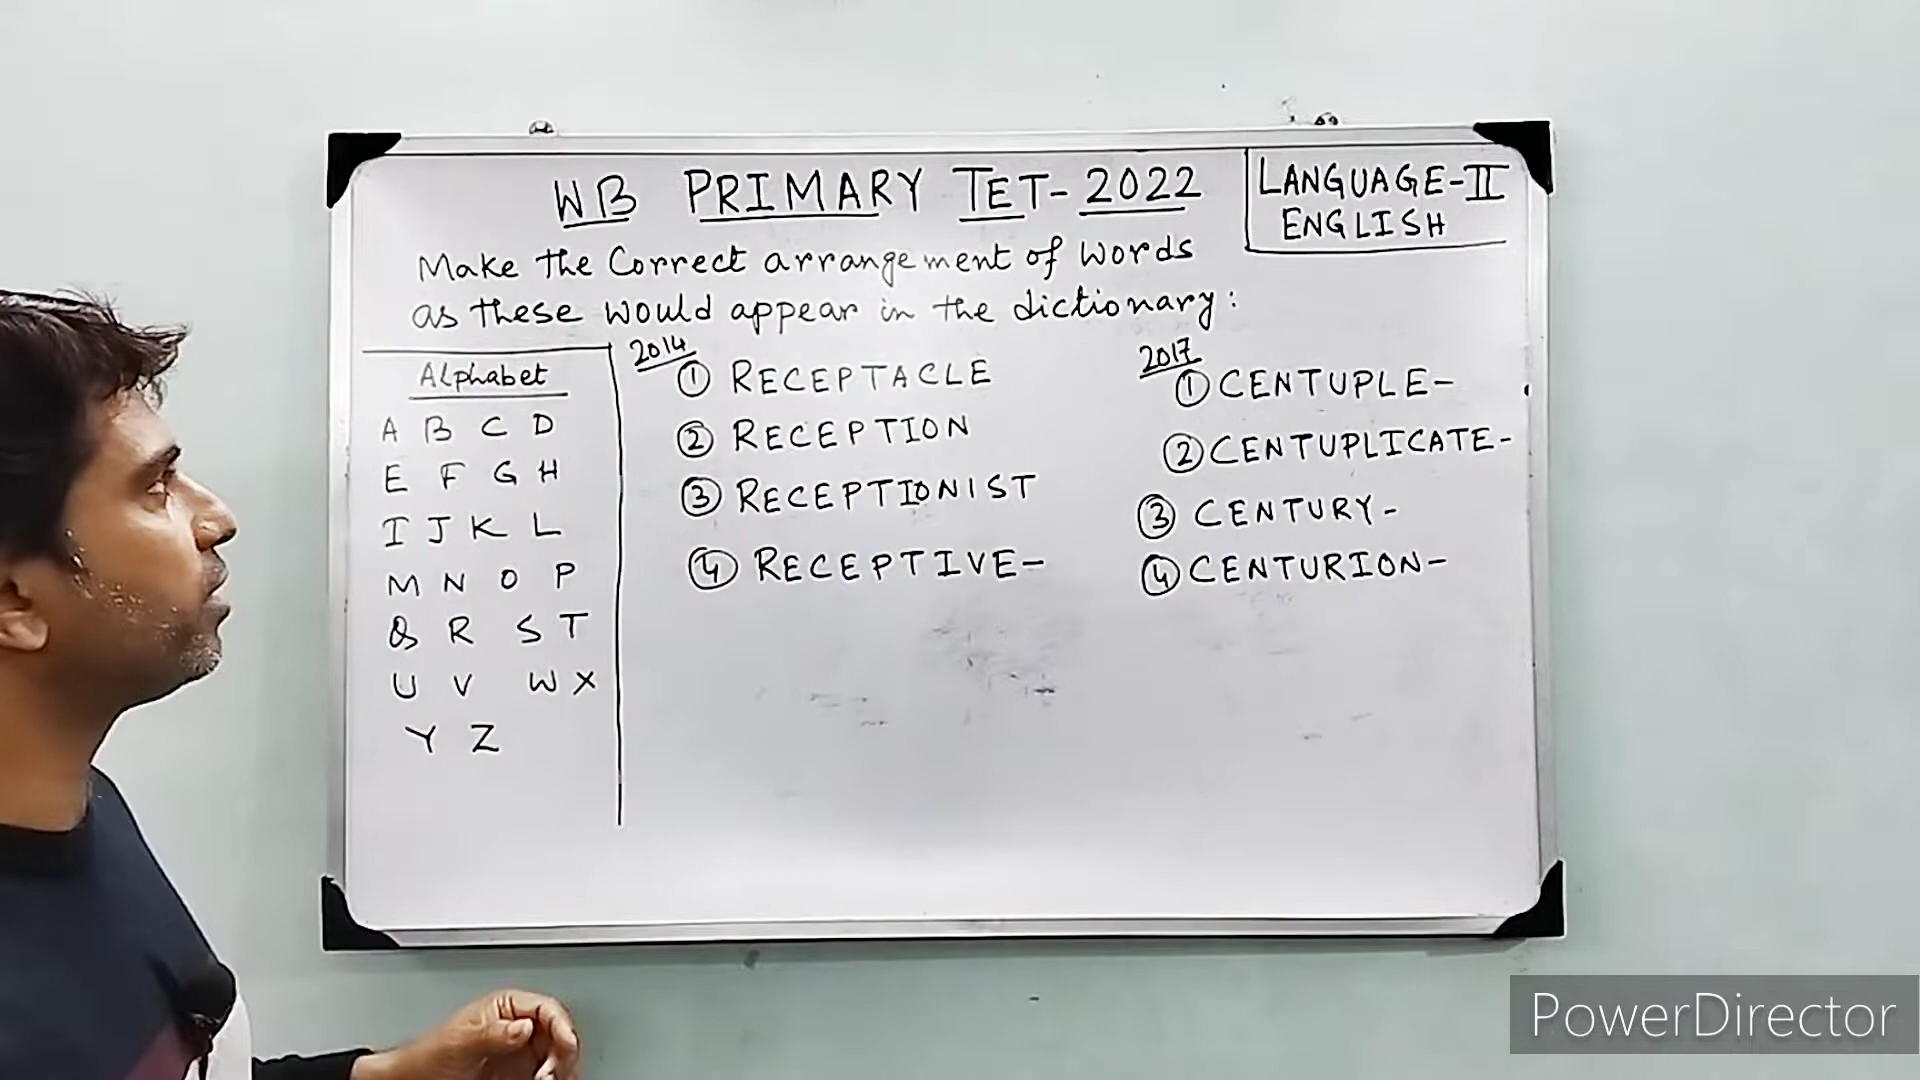 WB PRIMARY TET-2022
LANGUAGE-II
ENGLISH
Make the Correct arrangement of words
as these would appear in the dictionary:
Alphabet
A B C D
E F G H
I J K L
M N O P
Q R S T
U V W X
Y Z
2014
① RECEPTACLE
② RECEPTION
③ RECEPTIONIST
④ RECEPTIVE-
2017
① CENTUPLE-
② CENTUPLICATE-
③ CENTURY-
④ CENTURION-
PowerDirector